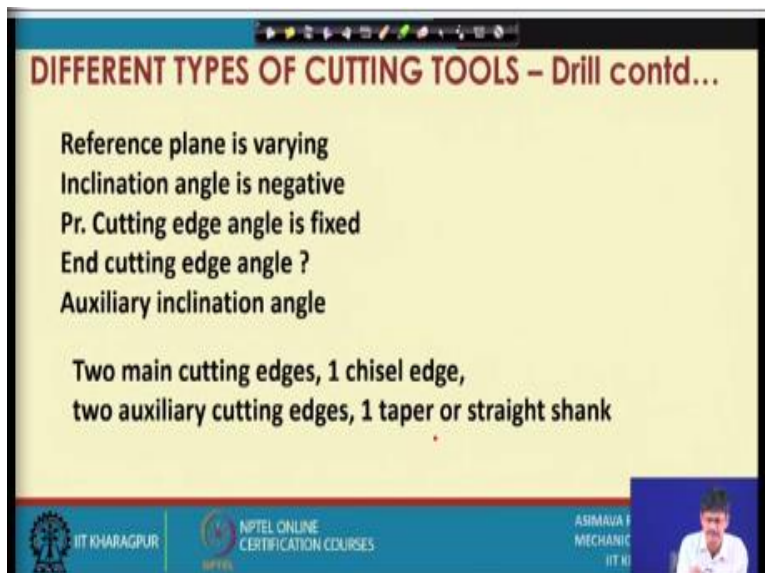 DIFFERENT TYPES OF CUTTING TOOLS – Drill contd...
Reference plane is varying
Inclination angle is negative
Pr. Cutting edge angle is fixed
End cutting edge angle ?
Auxiliary inclination angle
Two main cutting edges, 1 chisel edge,
two auxiliary cutting edges, 1 taper or straight shank
IIT KHARAGPUR
NPTEL
NPTEL ONLINE
CERTIFICATION COURSES
ASIMAVA
MECHANIC
IIT K